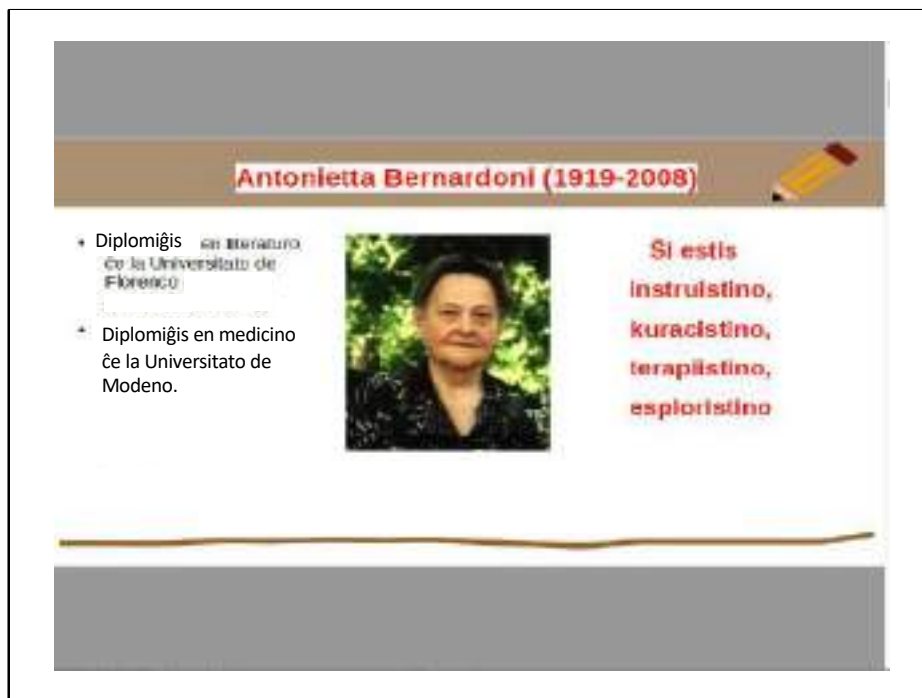 Antonietta Bernardoni (1919-2008)
• Diplomiĝis en literaturo
ĉe la Universitato de
Florenco
• Diplomiĝis en medicino
ĉe la Universitato de
Modeno.
Ŝi estis
instruistino,
kuracistino,
terapiistino,
esploristino